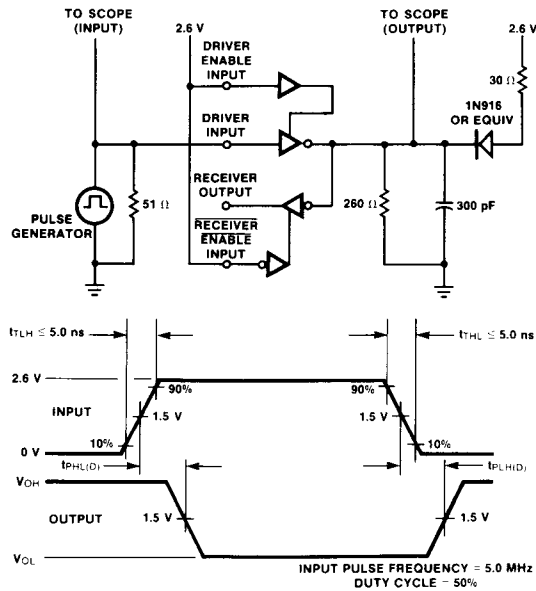 TO SCOPE
(INPUT)
2.6 V
TO SCOPE
(OUTPUT)
2.6 V
DRIVER
ENABLE
INPUT
30 Ω
1N916
OR EQUIV
DRIVER
INPUT
RECEIVER
OUTPUT
51 Ω
260 Ω
300 pF
PULSE
GENERATOR
RECEIVER
ENABLE
INPUT
tTLH ≤ 5.0 ns
tTHL ≤ 5.0 ns
2.6 V
90%
90%
INPUT
1.5 V
1.5 V
10%
10%
0 V
tPHL(D)
tPLH(D)
VOH
OUTPUT
1.5 V
1.5 V
VOL
INPUT PULSE FREQUENCY = 5.0 MHz
DUTY CYCLE = 50%